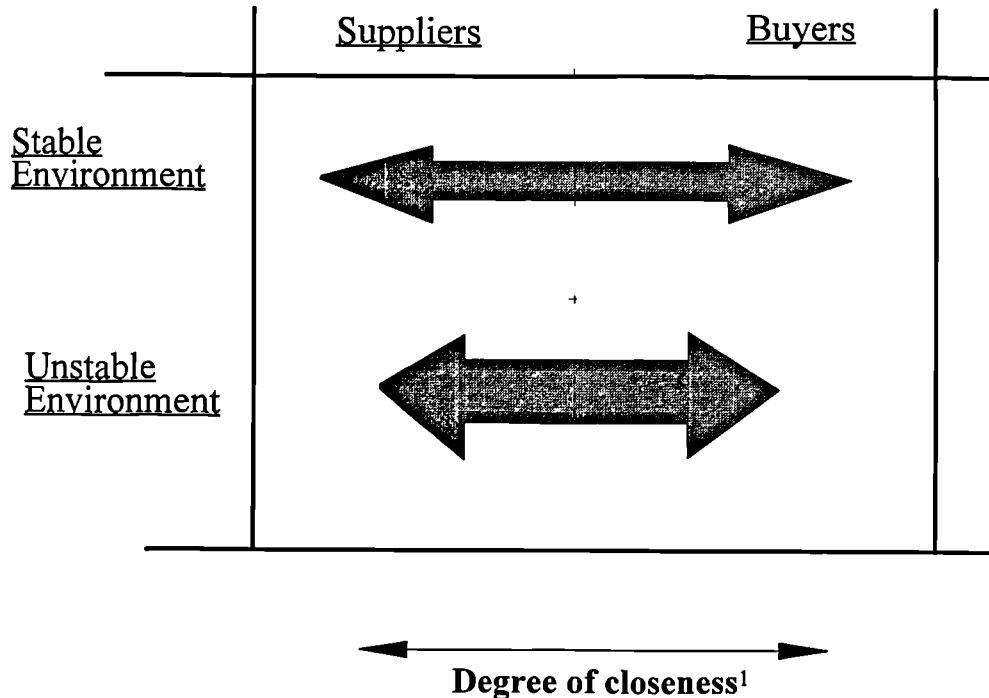 Suppliers Buyers
Stable
Environment
Unstable
Environment
Degree of closeness¹